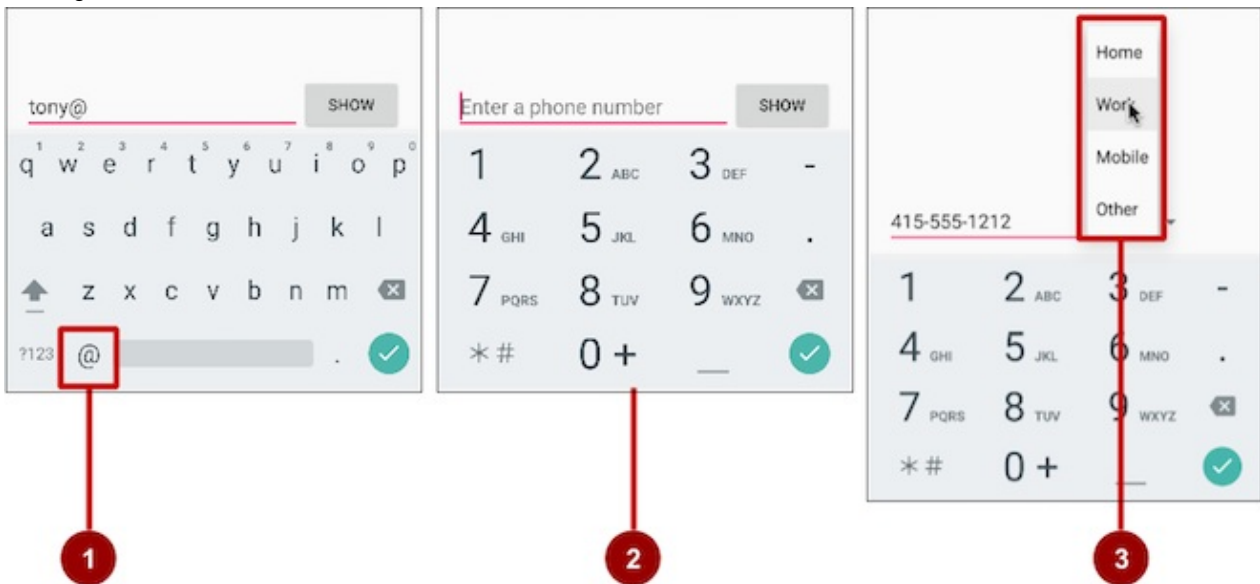 tony@
SHOW
1 2 3 4 5 6 7 8 9 0
q w e r t y u i o p
a s d f g h j k l
z x c v b n m
?123 @ .
1
Enter a phone number
SHOW
1 2 ABC 3 DEF -
4 GHI 5 JKL 6 MNO .
7 PQRS 8 TUV 9 WXYZ
*# 0 + _
2
Home
Work
Mobile
Other
415-555-1212
1 2 ABC 3 DEF -
4 GHI 5 JKL 6 MNO .
7 PQRS 8 TUV 9 WXYZ
*# 0 + _
3